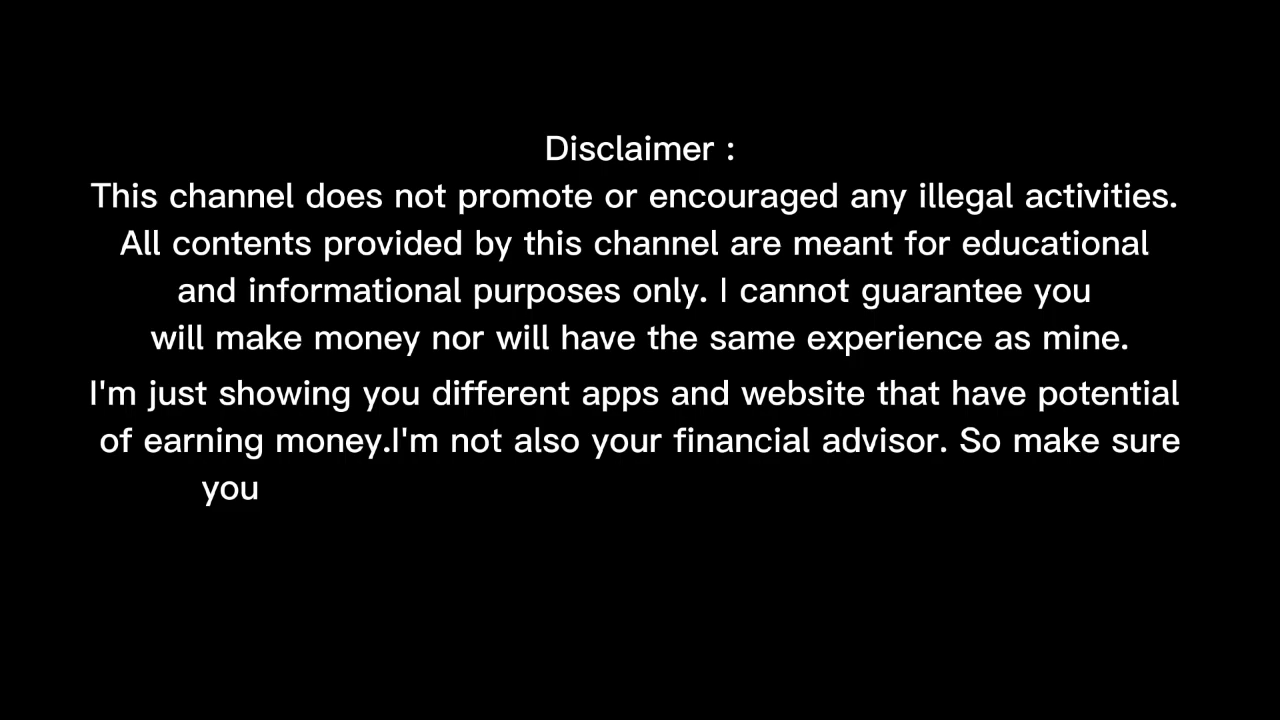 Disclaimer :
This channel does not promote or encouraged any illegal activities.
All contents provided by this channel are meant for educational
and informational purposes only. I cannot guarantee you
will make money nor will have the same experience as mine.
I'm just showing you different apps and website that have potential
of earning money.I'm not also your financial advisor. So make sure
you